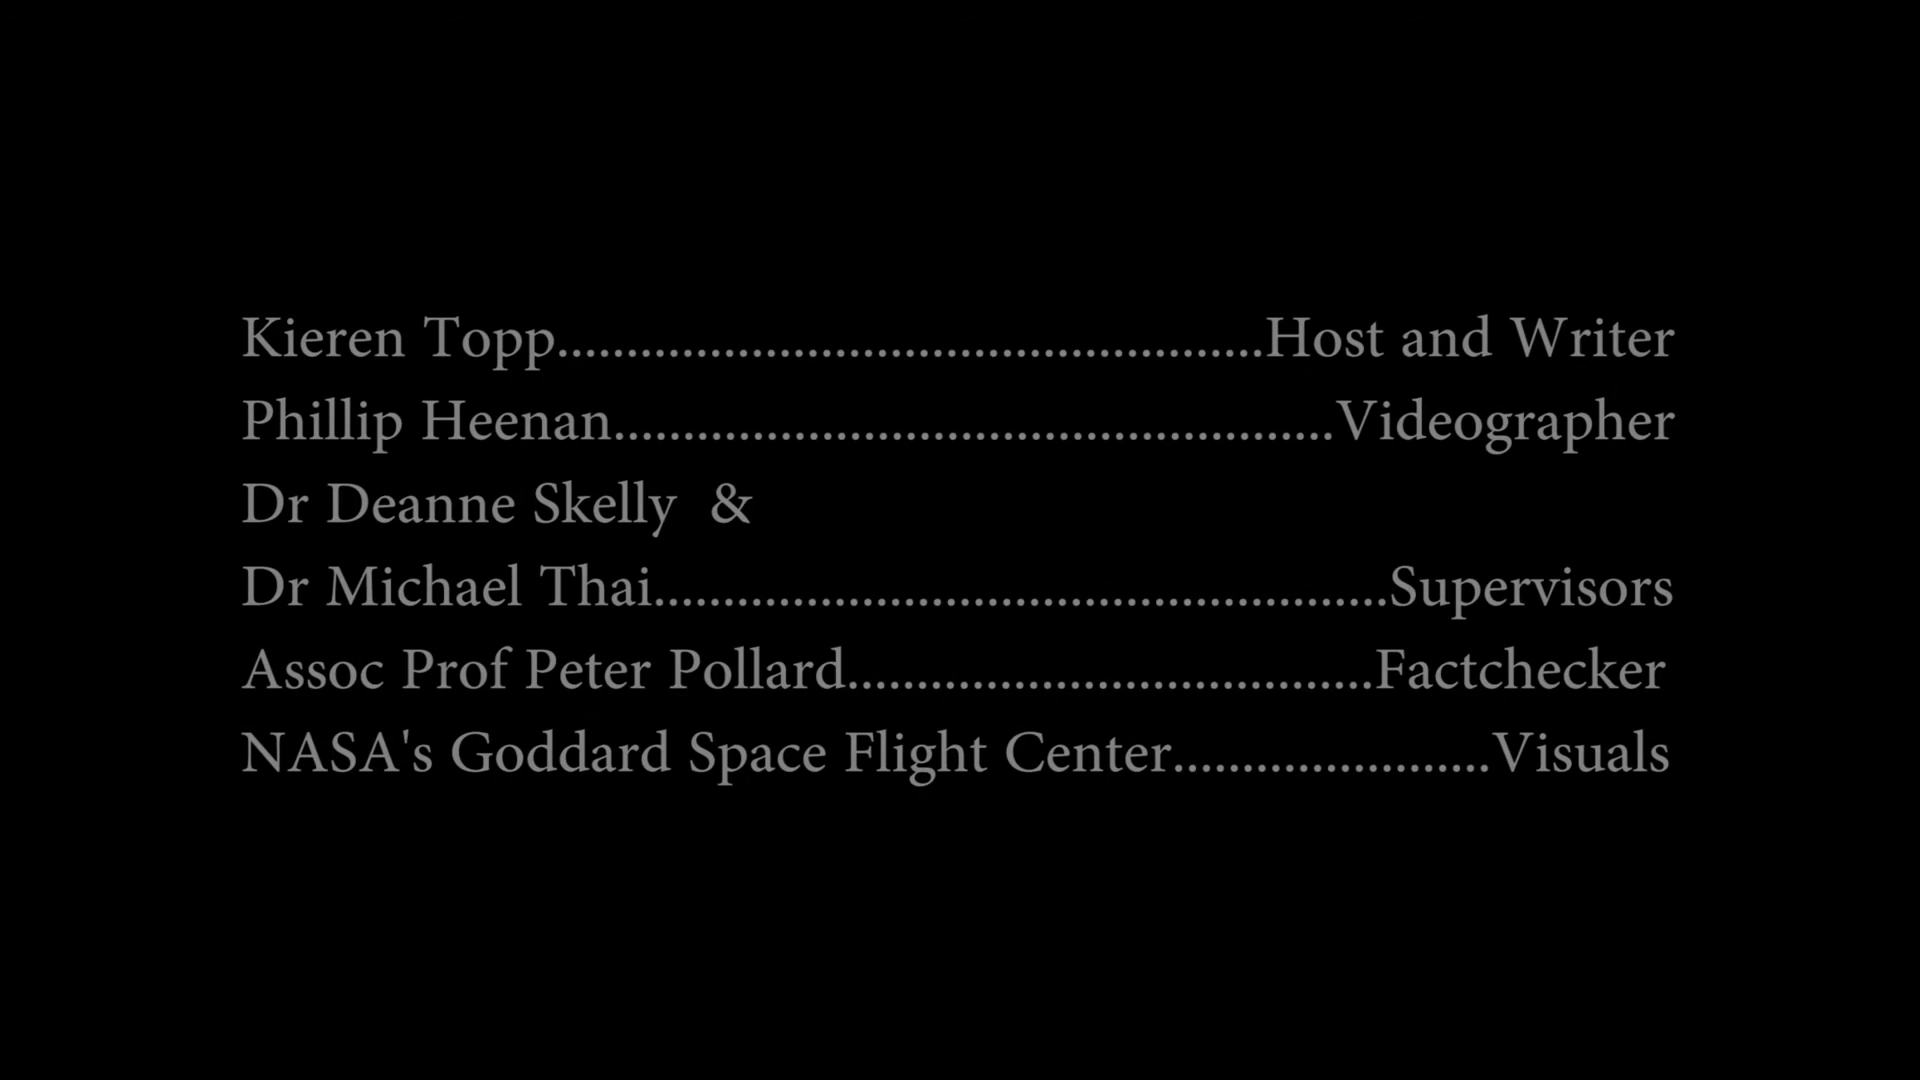 Kieren Topp...................................................Host and Writer
Phillip Heenan....................................................Videographer
Dr Deanne Skelly  &
Dr Michael Thai.....................................................Supervisors
Assoc Prof Peter Pollard......................................Factchecker
NASA's Goddard Space Flight Center.......................Visuals